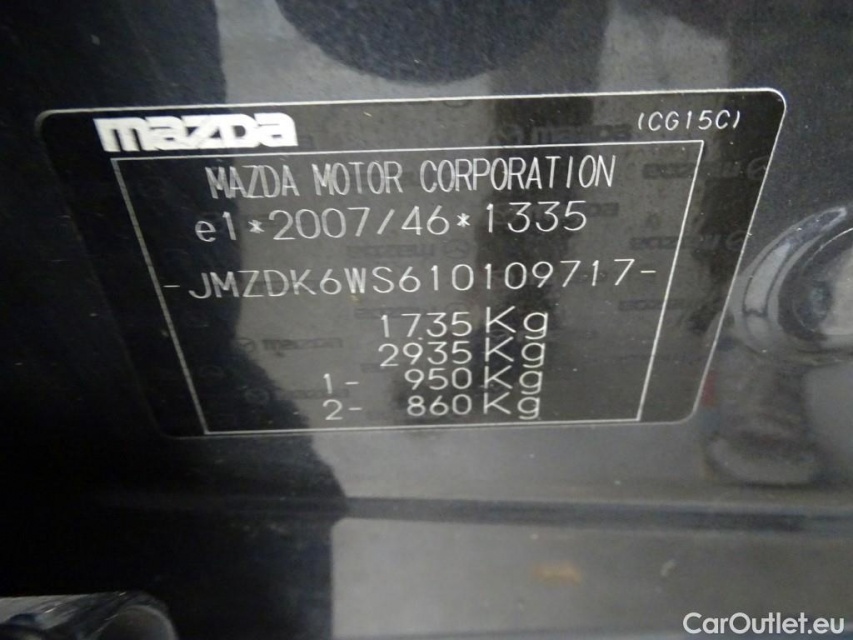 mazda (CG15C)
MAZDA MOTOR CORPORATION
e1*2007/46*1335
-JMZDK6WS610109717-
1735 Kg
2935 Kg
1- 950 Kg
2- 860 Kg
CarOutlet.eu